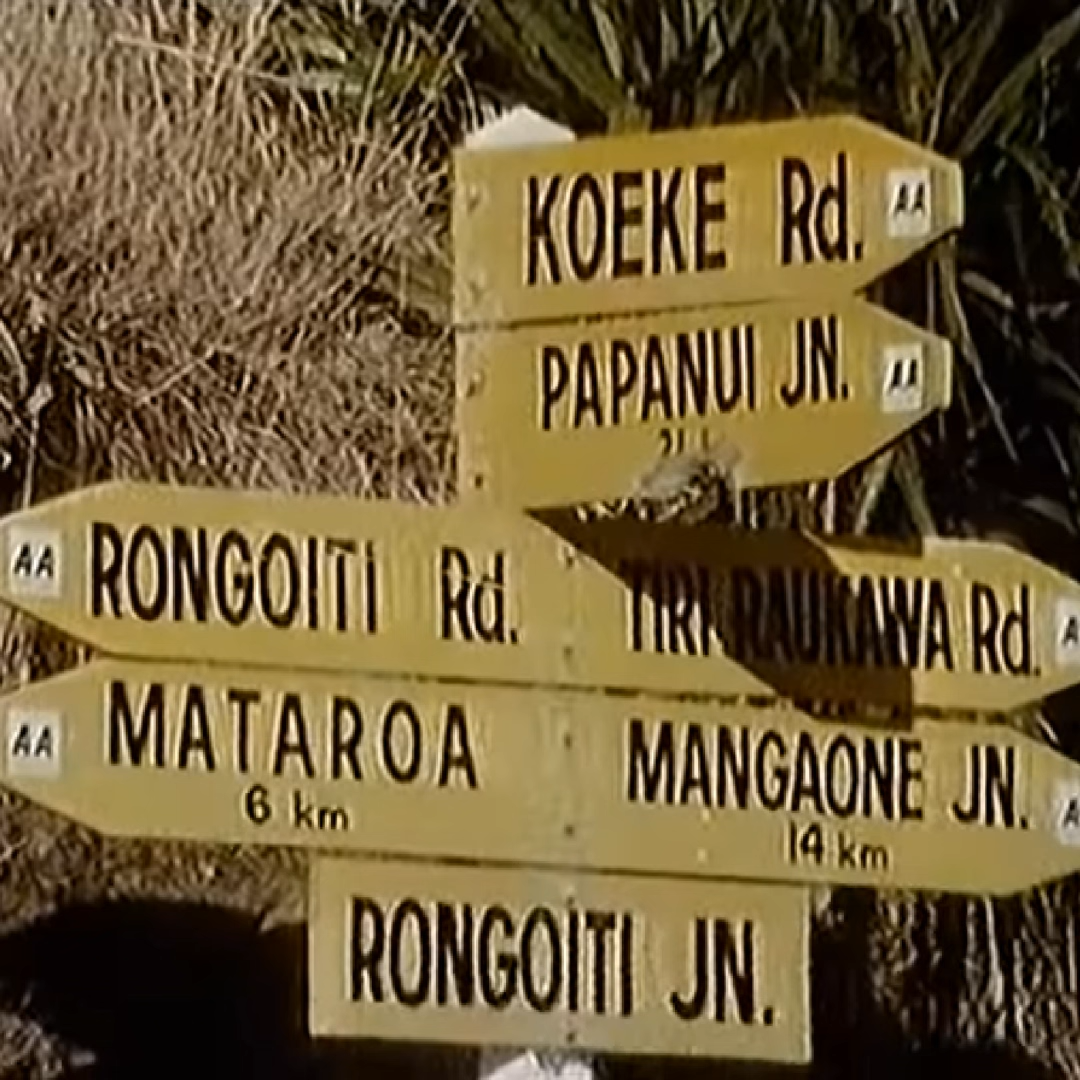 KOEKE Rd. AA
PAPANUI JN. AA
AA RONGOITI Rd.
TIRIRAUKAWA Rd.
AA MATAROA
6 km
MANGAONE JN.
14 km
RONGOITI JN.